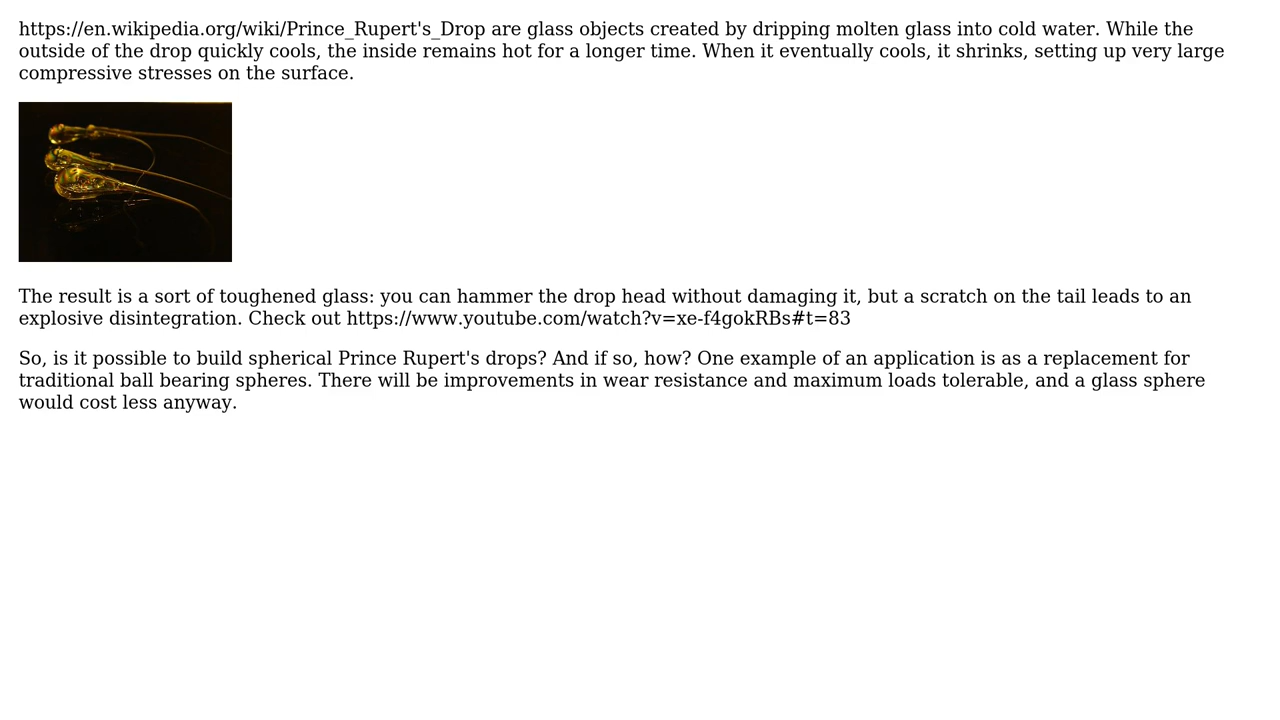 https://en.wikipedia.org/wiki/Prince_Rupert's_Drop are glass objects created by dripping molten glass into cold water. While the
outside of the drop quickly cools, the inside remains hot for a longer time. When it eventually cools, it shrinks, setting up very large
compressive stresses on the surface.
The result is a sort of toughened glass: you can hammer the drop head without damaging it, but a scratch on the tail leads to an
explosive disintegration. Check out https://www.youtube.com/watch?v=xe-f4gokRBs#t=83
So, is it possible to build spherical Prince Rupert's drops? And if so, how? One example of an application is as a replacement for
traditional ball bearing spheres. There will be improvements in wear resistance and maximum loads tolerable, and a glass sphere
would cost less anyway.